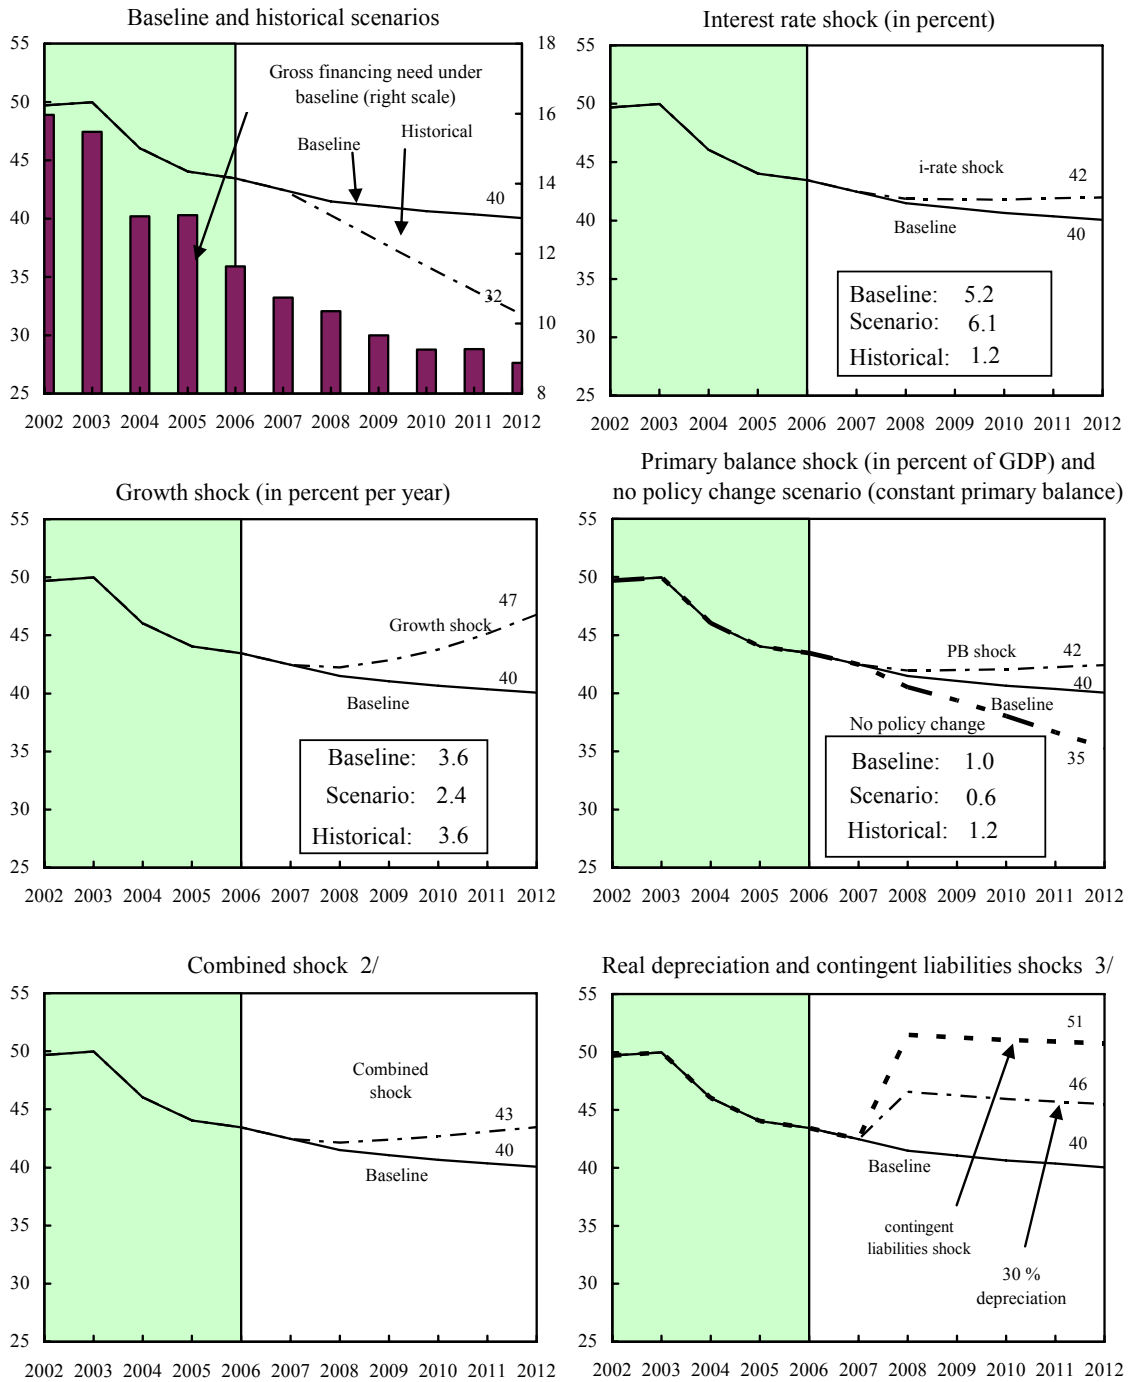 Baseline and historical scenarios
55
50
45
40
35
30
25
18
16
14
12
10
8
Gross financing need under
baseline (right scale)
Baseline
Historical
40
32
2002 2003 2004 2005 2006 2007 2008 2009 2010 2011 2012
Interest rate shock (in percent)
55
50
45
40
35
30
25
i-rate shock
42
Baseline
40
Baseline: 5.2
Scenario: 6.1
Historical: 1.2
2002 2003 2004 2005 2006 2007 2008 2009 2010 2011 2012
Growth shock (in percent per year)
55
50
45
40
35
30
25
47
Growth shock
40
Baseline
Baseline: 3.6
Scenario: 2.4
Historical: 3.6
2002 2003 2004 2005 2006 2007 2008 2009 2010 2011 2012
Primary balance shock (in percent of GDP) and
no policy change scenario (constant primary balance)
55
50
45
40
35
30
25
PB shock
42
40
Baseline
No policy change
35
Baseline: 1.0
Scenario: 0.6
Historical: 1.2
2002 2003 2004 2005 2006 2007 2008 2009 2010 2011 2012
Combined shock 2/
55
50
45
40
35
30
25
Combined
shock
43
40
Baseline
2002 2003 2004 2005 2006 2007 2008 2009 2010 2011 2012
Real depreciation and contingent liabilities shocks 3/
55
50
45
40
35
30
25
51
46
40
Baseline
contingent
liabilities shock
30 %
depreciation
2002 2003 2004 2005 2006 2007 2008 2009 2010 2011 2012